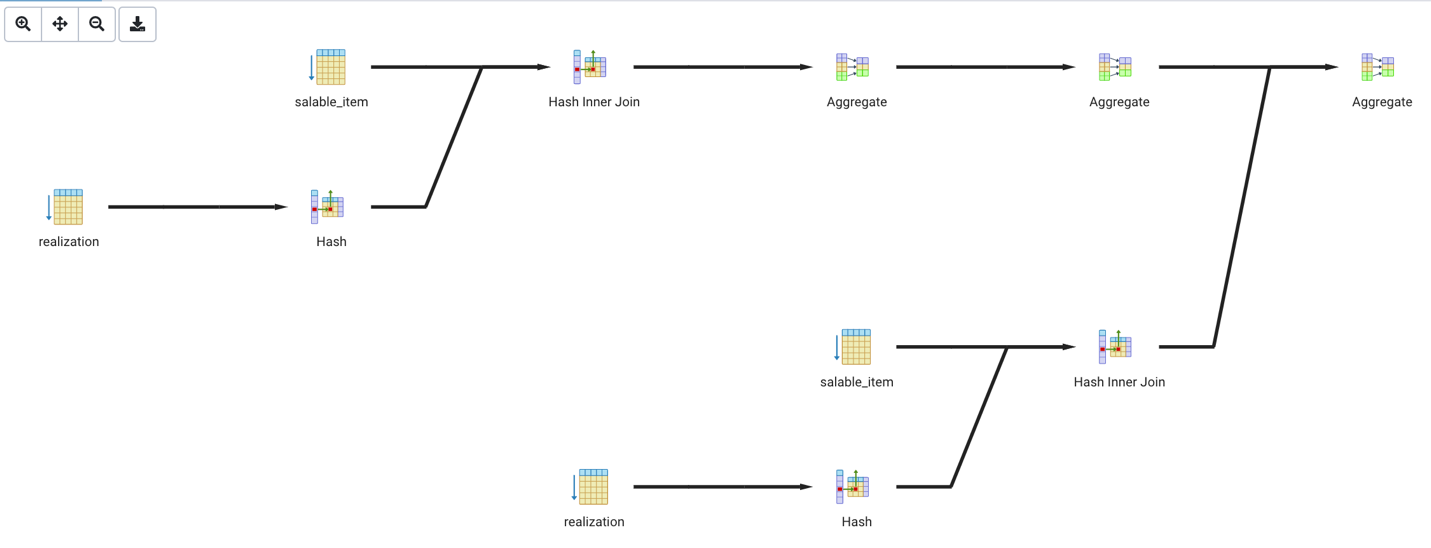 salable_item
Hash Inner Join
Aggregate
Aggregate
Aggregate
realization
Hash
salable_item
Hash Inner Join
realization
Hash